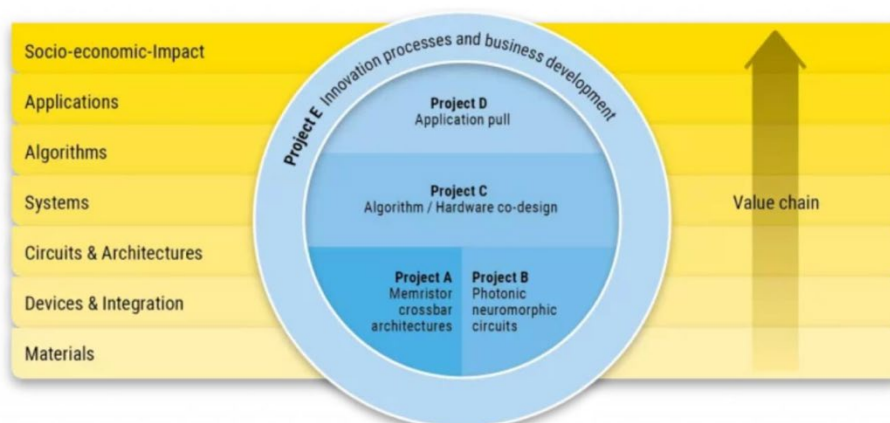 Socio-economic-Impact
Applications
Algorithms
Systems
Circuits & Architectures
Devices & Integration
Materials
Project E Innovation processes and business development
Project D
Application pull
Project C
Algorithm / Hardware co-design
Project A
Memristor
crossbar
architectures
Project B
Photonic
neuromorphic
circuits
Value chain